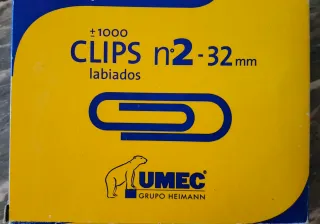 ± 1000
CLIPS nº2 - 32 mm
labiados
UMEC
GRUPO HEIMANN